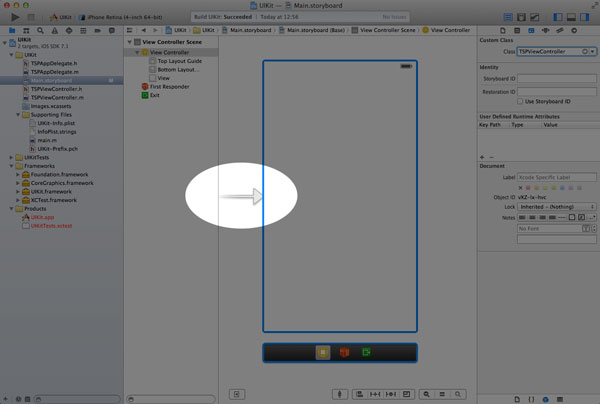 UIKit — Main.storyboard
UIKit
iPhone Retina (4-inch 64-bit)
Build UIKit: Succeeded
Today at 12:56
No Issues
UIKit
UIKit
Main.storyboard
Main.storyboard (Base)
View Controller Scene
View Controller
UIKit
2 targets, iOS SDK 7.1
UIKit
TSPAppDelegate.h
TSPAppDelegate.m
Main.storyboard
M
TSPViewController.h
TSPViewController.m
Images.xcassets
Supporting Files
UIKit-Info.plist
InfoPlist.strings
main.m
UIKit-Prefix.pch
UIKitTests
Frameworks
Foundation.framework
CoreGraphics.framework
UIKit.framework
XCTest.framework
Products
UIKit.app
UIKitTests.xctest
View Controller Scene
View Controller
Top Layout Guide
Bottom Layout...
View
First Responder
Exit
Custom Class
Class TSPViewController
Identity
Storyboard ID
Restoration ID
Use Storyboard ID
User Defined Runtime Attributes
Key Path Type Value
Document
Label Xcode Specific Label
Object ID vXZ-lx-hvc
Lock Inherited - (Nothing)
Notes
No Font